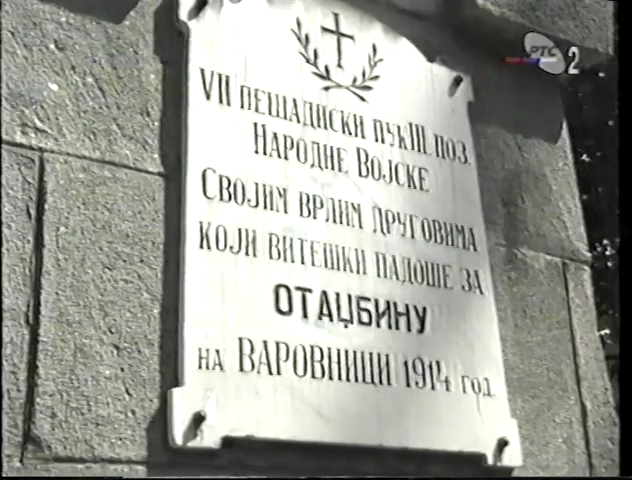 РТС 2
VII ПЕШАДИСКИ ПУК III ПОЗ.
НАРОДНЕ ВОЈСКЕ
СВОЈИМ ВРЛИМ ДРУГОВИМА
КОЈИ ВИТЕШКИ ПАДОШЕ ЗА
ОТАЏБИНУ
НА ВАРОВНИЦИ 1914 ГОД.